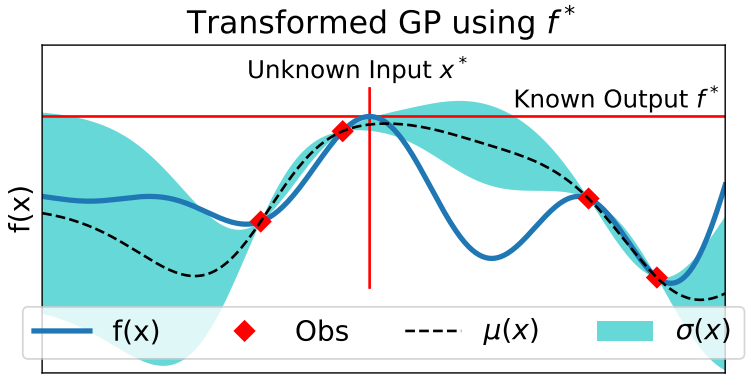 Transformed GP using f*
Unknown Input x*
Known Output f*
f(x)
f(x) Obs μ(x) σ(x)